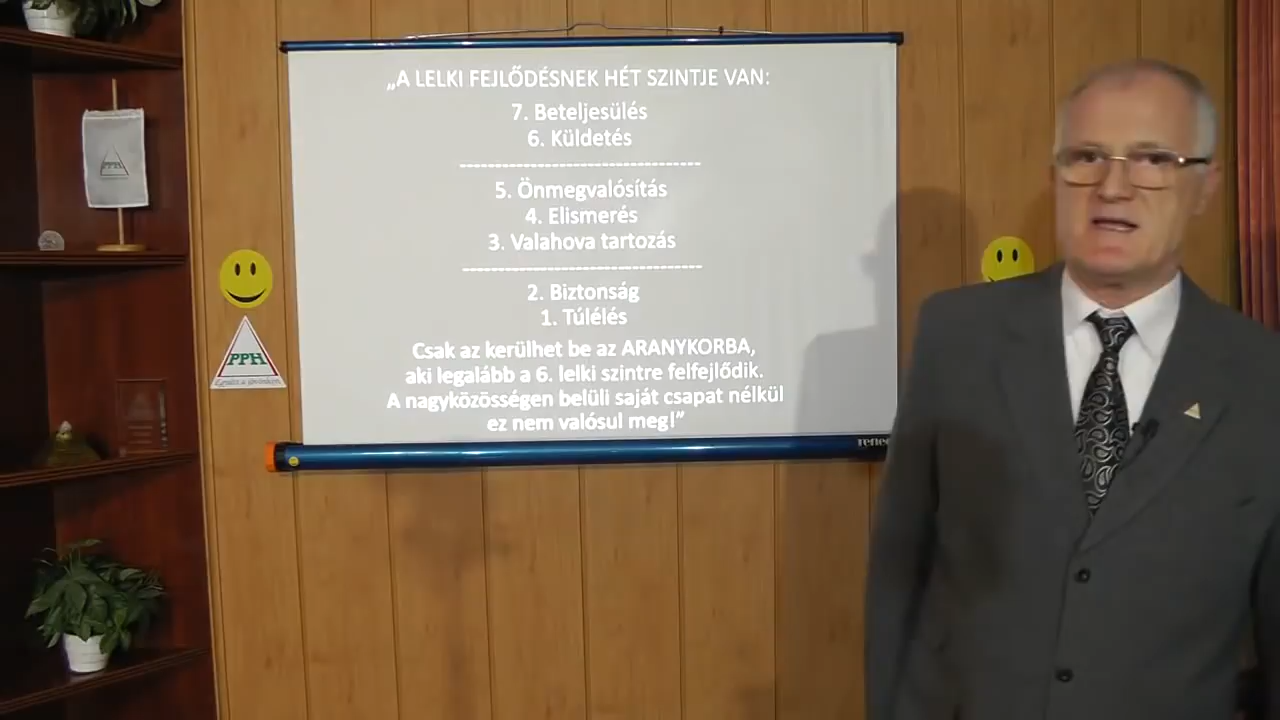 „A LELKI FEJLŐDÉSNEK HÉT SZINTJE VAN:
7. Beteljesülés
6. Küldetés
5. Önmegvalósítás
4. Elismerés
3. Valahova tartozás
2. Biztonság
1. Túlélés
Csak az kerülhet be az ARANYKORBA,
aki legalább a 6. lelki szintre felfejlődik.
A nagyközösségen belüli saját csapat nélkül
ez nem valósul meg!”
PPH
PPH